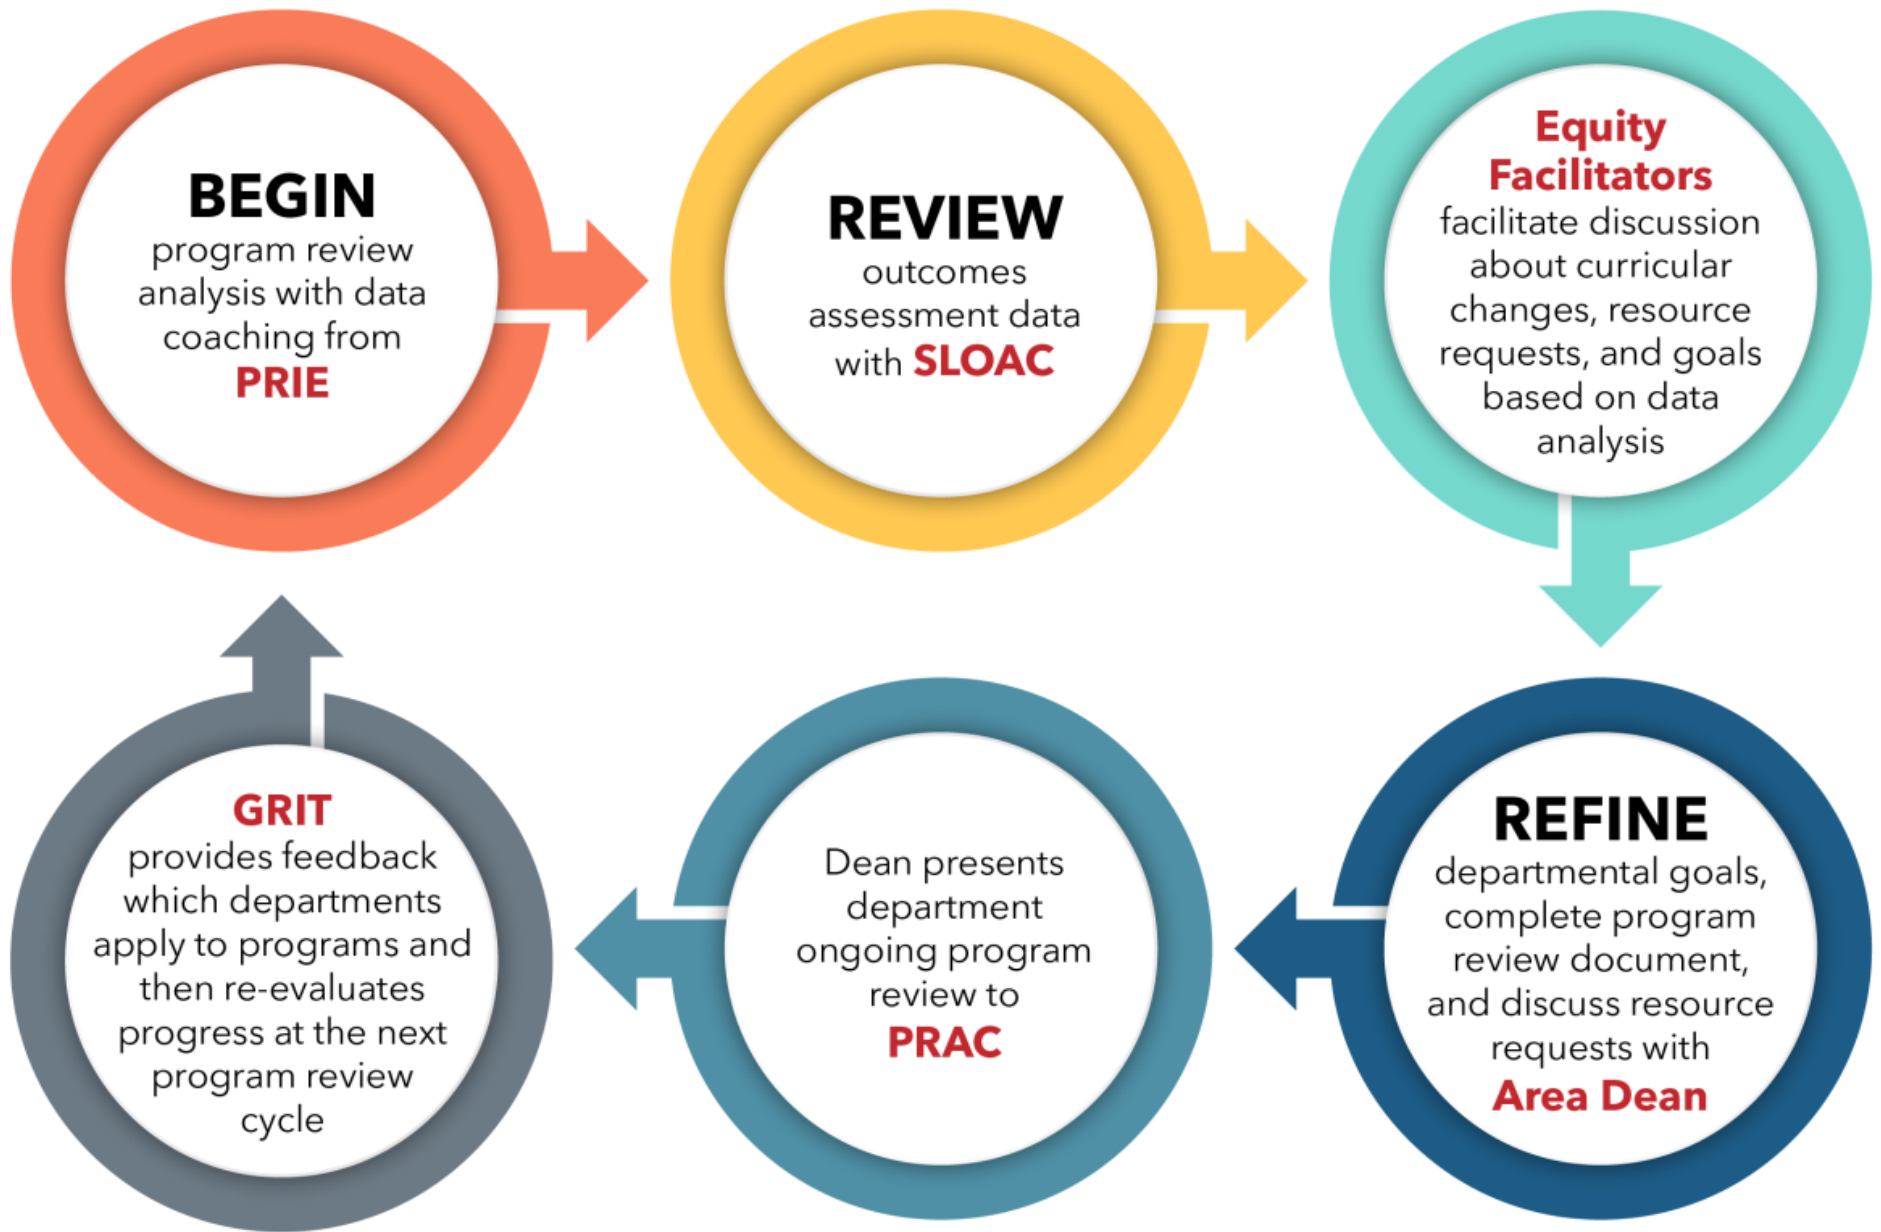 BEGIN
program review
analysis with data
coaching from
PRIE
REVIEW
outcomes
assessment data
with SLOAC
Equity
Facilitators
facilitate discussion
about curricular
changes, resource
requests, and goals
based on data
analysis
REFINE
departmental goals,
complete program
review document,
and discuss resource
requests with
Area Dean
Dean presents
department
ongoing program
review to
PRAC
GRIT
provides feedback
which departments
apply to programs and
then re-evaluates
progress at the next
program review
cycle